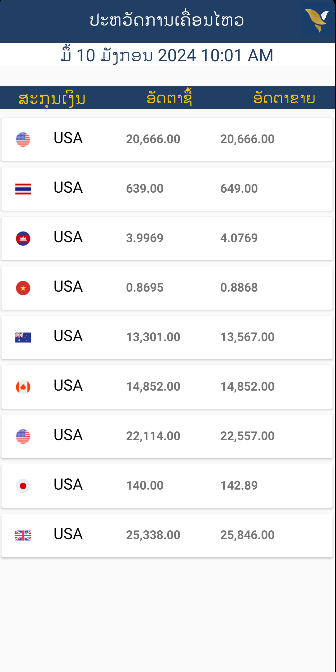 ປະຫວັດການເຄື່ອນໄຫວ
ມື້ 10 ມັງກອນ 2024 10:01 AM
ສະກຸນເງິນ ອັດຕາຊື້ ອັດຕາຂາຍ
USA 20,666.00 20,666.00
USA 639.00 649.00
USA 3.9969 4.0769
USA 0.8695 0.8868
USA 13,301.00 13,567.00
USA 14,852.00 14,852.00
USA 22,114.00 22,557.00
USA 140.00 142.89
USA 25,338.00 25,846.00